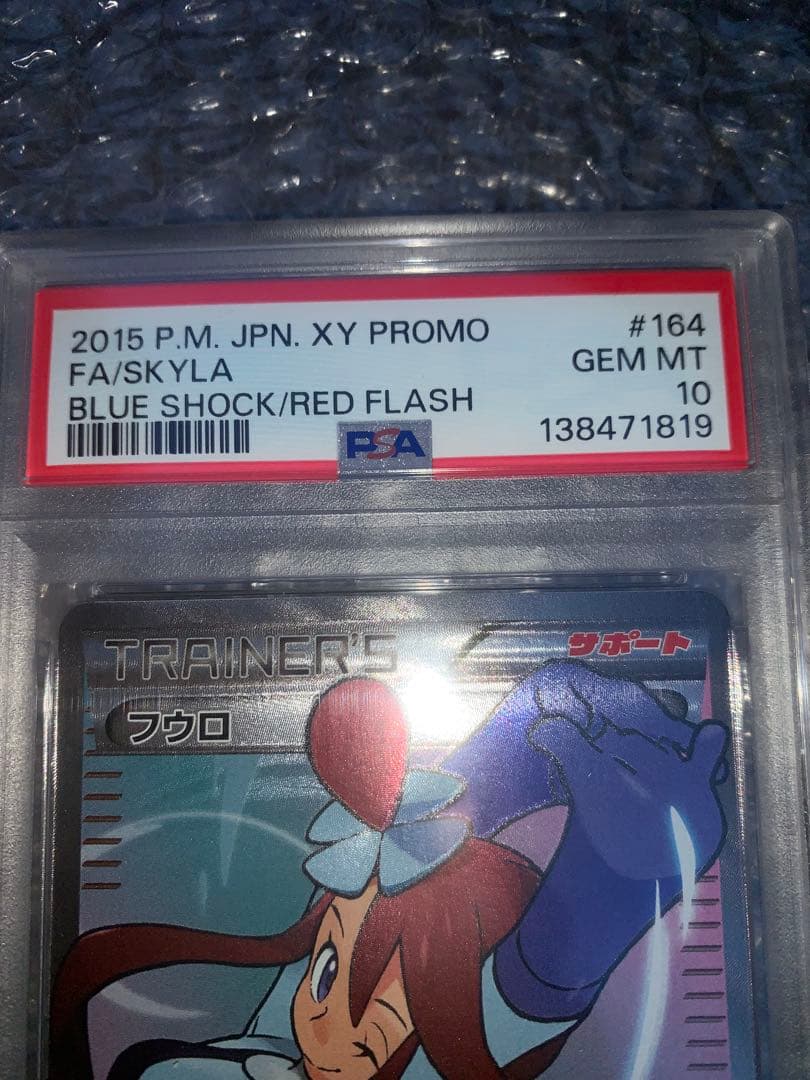 2015 P.M. JPN. XY PROMO
#164
FA/SKYLA
GEM MT
BLUE SHOCK/RED FLASH
10
PSA
138471819
TRAINER'S
サポート
フウロ